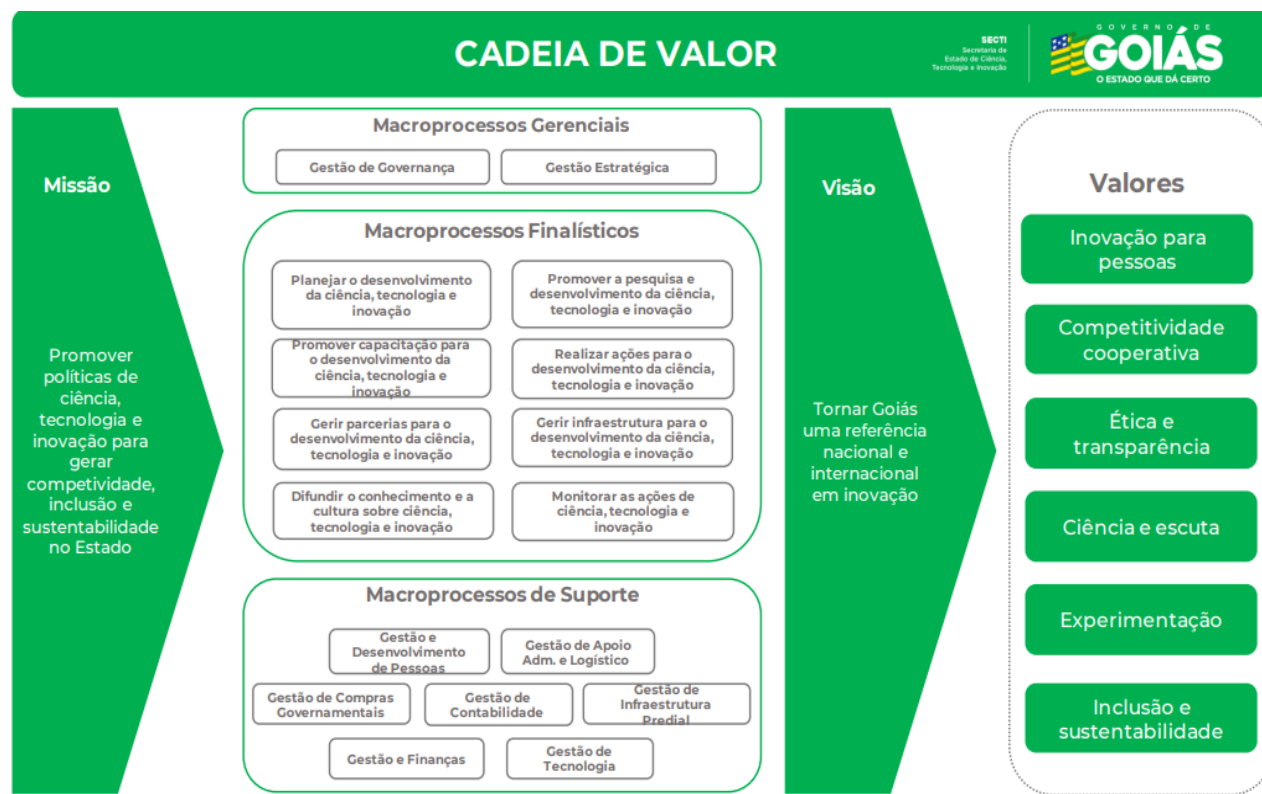 CADEIA DE VALOR
SECTI
Secretaria de
Estado de Ciência,
Tecnologia e Inovação
GOVERNO DE
GOIÁS
O ESTADO QUE DÁ CERTO
Missão
Promover
políticas de
ciência,
tecnologia e
inovação para
gerar
competividade,
inclusão e
sustentabilidade
no Estado
Macroprocessos Gerenciais
Gestão de Governança
Gestão Estratégica
Macroprocessos Finalísticos
Planejar o desenvolvimento
da ciência, tecnologia e
inovação
Promover a pesquisa e
desenvolvimento da ciência,
tecnologia e inovação
Promover capacitação para
o desenvolvimento da
ciência, tecnologia e
inovação
Realizar ações para o
desenvolvimento da ciência,
tecnologia e inovação
Gerir parcerias para o
desenvolvimento da ciência,
tecnologia e inovação
Gerir infraestrutura para o
desenvolvimento da ciência,
tecnologia e inovação
Difundir o conhecimento e a
cultura sobre ciência,
tecnologia e inovação
Monitorar as ações de
ciência, tecnologia e
inovação
Macroprocessos de Suporte
Gestão e
Desenvolvimento
de Pessoas
Gestão de Apoio
Adm. e Logístico
Gestão de Compras
Governamentais
Gestão de
Contabilidade
Gestão de
Infraestrutura
Predial
Gestão e Finanças
Gestão de
Tecnologia
Visão
Tornar Goiás
uma referência
nacional e
internacional
em inovação
Valores
Inovação para
pessoas
Competitividade
cooperativa
Ética e
transparência
Ciência e escuta
Experimentação
Inclusão e
sustentabilidade